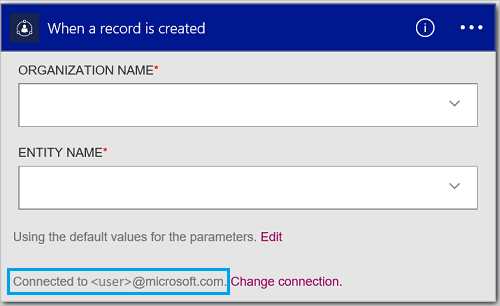 When a record is created
ORGANIZATION NAME*
ENTITY NAME*
Using the default values for the parameters. Edit
Connected to <user>@microsoft.com. Change connection.